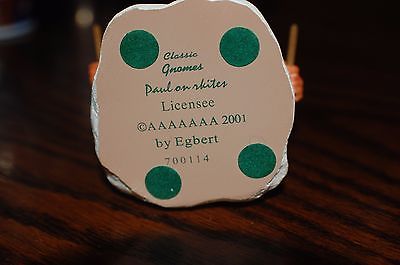 Classic
Gnomes
Paul on skites
Licensee
©AAAAAAA 2001
by Egbert
700114